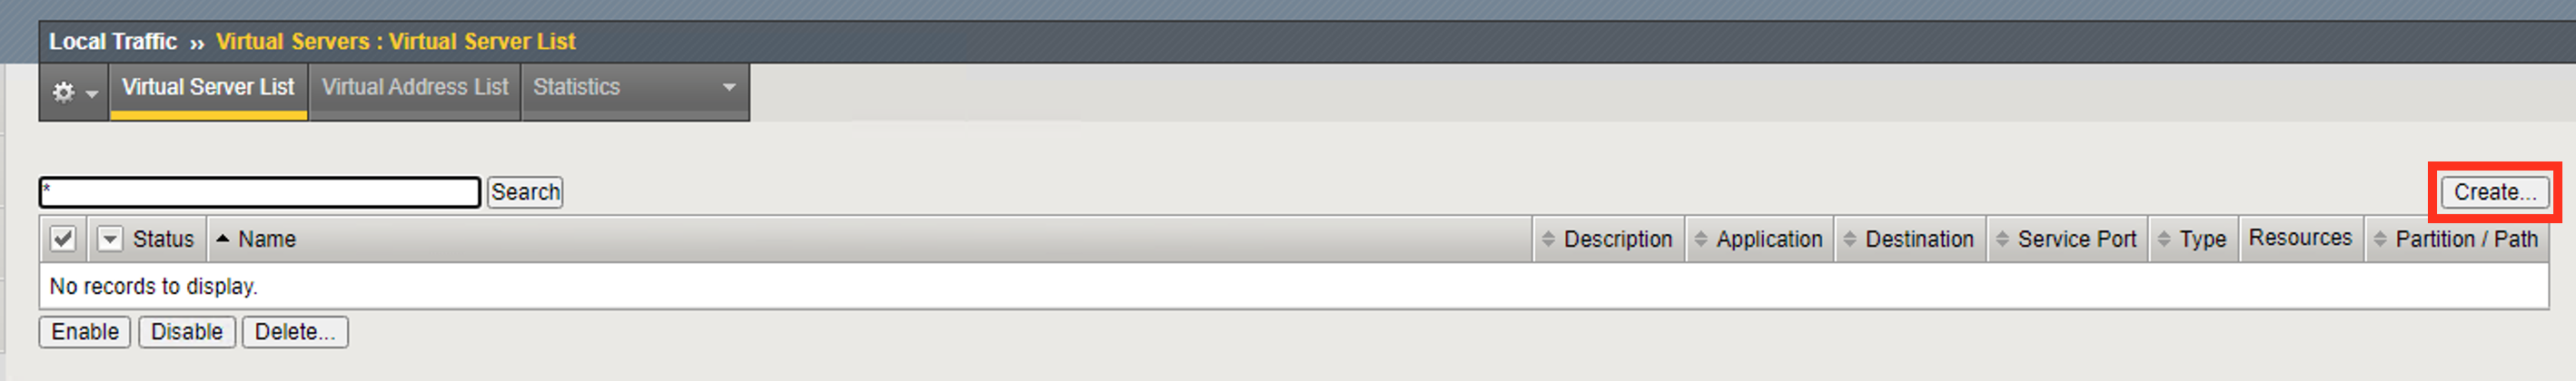 Local Traffic ›› Virtual Servers : Virtual Server List
Virtual Server List Virtual Address List Statistics
* Search Create...
Status Name Description Application Destination Service Port Type Resources Partition / Path
No records to display.
Enable Disable Delete...